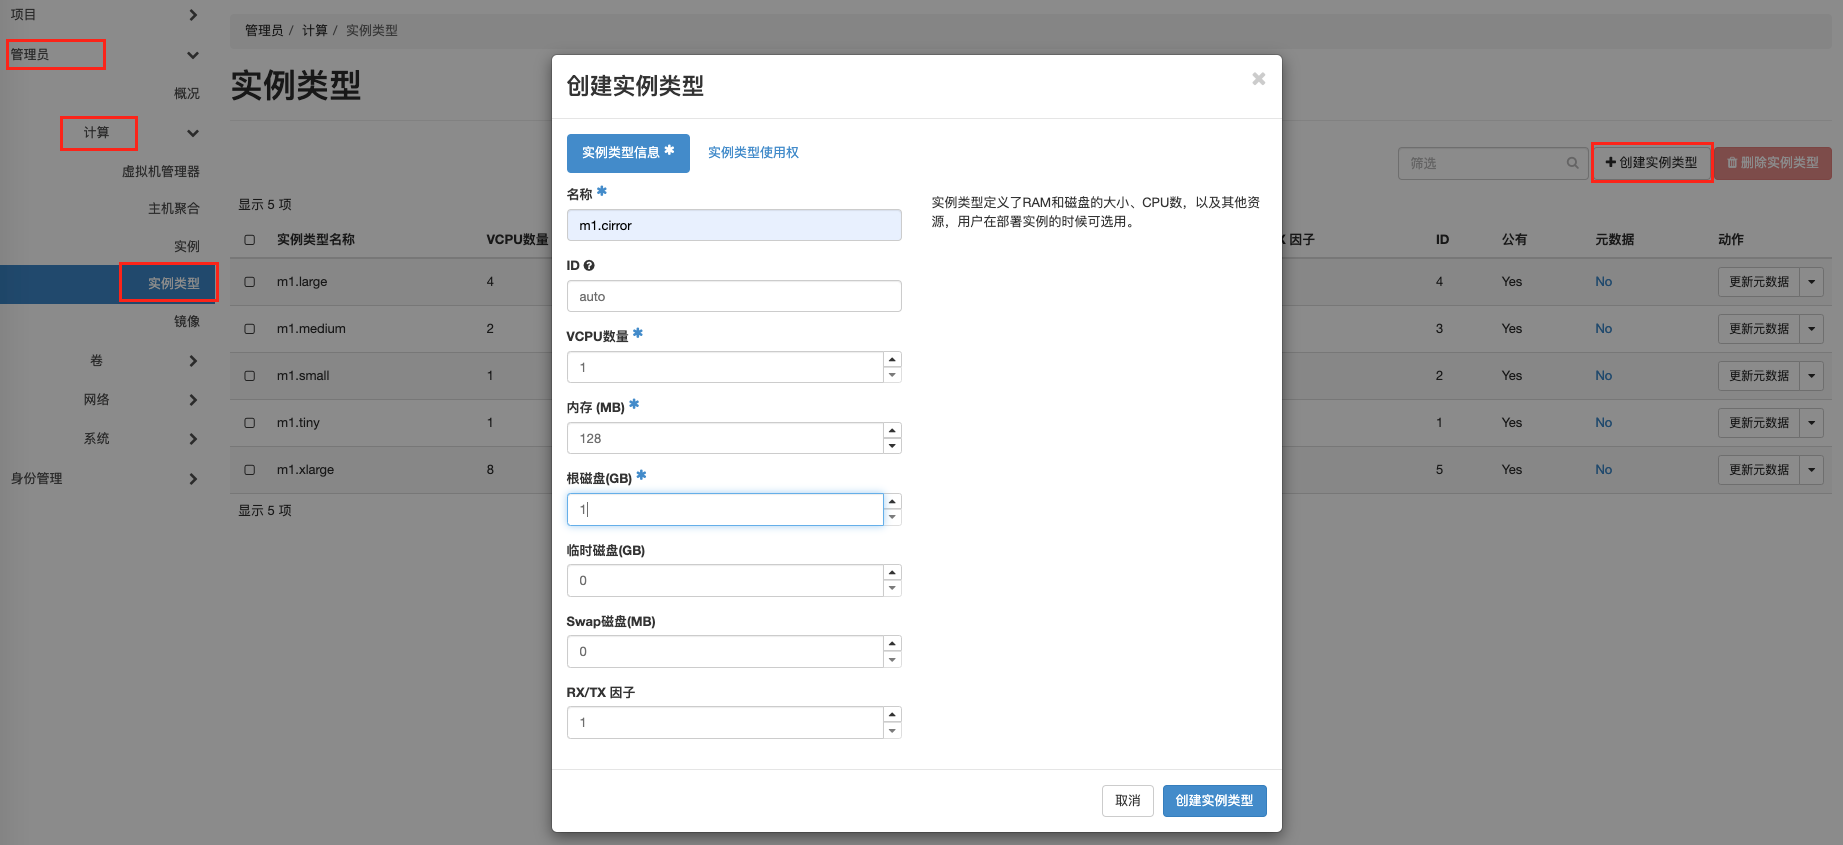 项目
管理员
概况
计算
虚拟机管理器
主机聚合
实例
实例类型
镜像
卷
网络
系统
身份管理
管理员 / 计算 / 实例类型
实例类型
筛选
创建实例类型
删除实例类型
显示 5 项
实例类型名称 VCPU数量 X 因子 ID 公有 元数据 动作
m1.large 4 4 Yes No 更新元数据
m1.medium 2 3 Yes No 更新元数据
m1.small 1 2 Yes No 更新元数据
m1.tiny 1 1 Yes No 更新元数据
m1.xlarge 8 5 Yes No 更新元数据
显示 5 项
创建实例类型
实例类型信息 * 实例类型使用权
名称 *
m1.cirror
ID
auto
VCPU数量 *
1
内存 (MB) *
128
根磁盘(GB) *
1
临时磁盘(GB)
0
Swap磁盘(MB)
0
RX/TX 因子
1
实例类型定义了RAM和磁盘的大小、CPU数，以及其他资
源，用户在部署实例的时候可选用。
取消 创建实例类型